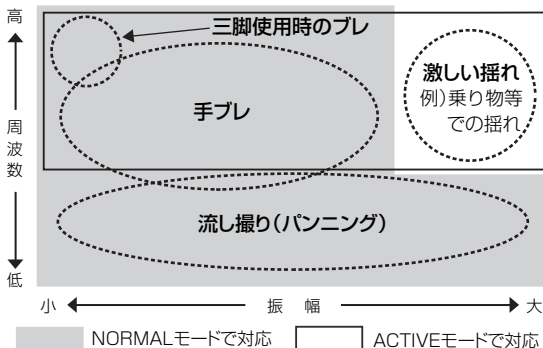 高
三脚使用時のブレ
激しい揺れ
例)乗り物等
での揺れ
手ブレ
周波数
流し撮り(パンニング)
低
小
振 幅
大
NORMALモードで対応
ACTIVEモードで対応